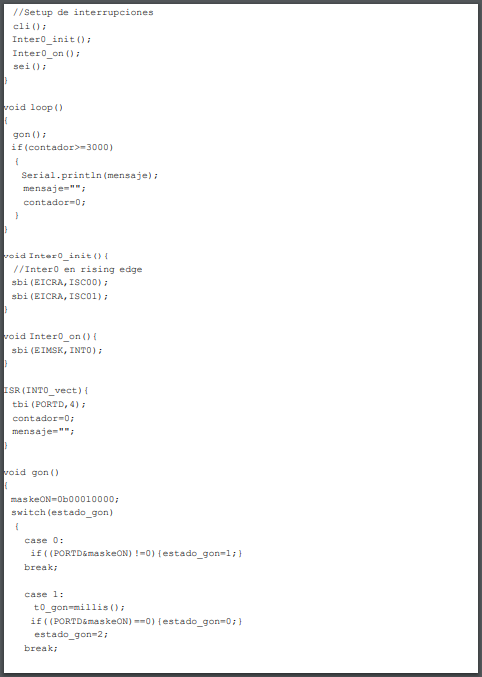 //Setup de interrupciones
cli();
Inter0_init();
Inter0_on();
sei();
}
void loop()
{
gon();
if(contador>=3000)
{
Serial.println(mensaje);
mensaje="";
contador=0;
}
}
void Inter0_init(){
//Inter0 en rising edge
sbi(EICRA,ISC00);
sbi(EICRA,ISC01);
}
void Inter0_on(){
sbi(EIMSK,INT0);
}
ISR(INT0_vect){
tbi(PORTD,4);
contador=0;
mensaje="";
}
void gon()
{
maskeON=0b00010000;
switch(estado_gon)
{
case 0:
if((PORTD&maskeON)!=0){estado_gon=1;}
break;
case 1:
t0_gon=millis();
if((PORTD&maskeON)==0){estado_gon=0;}
estado_gon=2;
break;